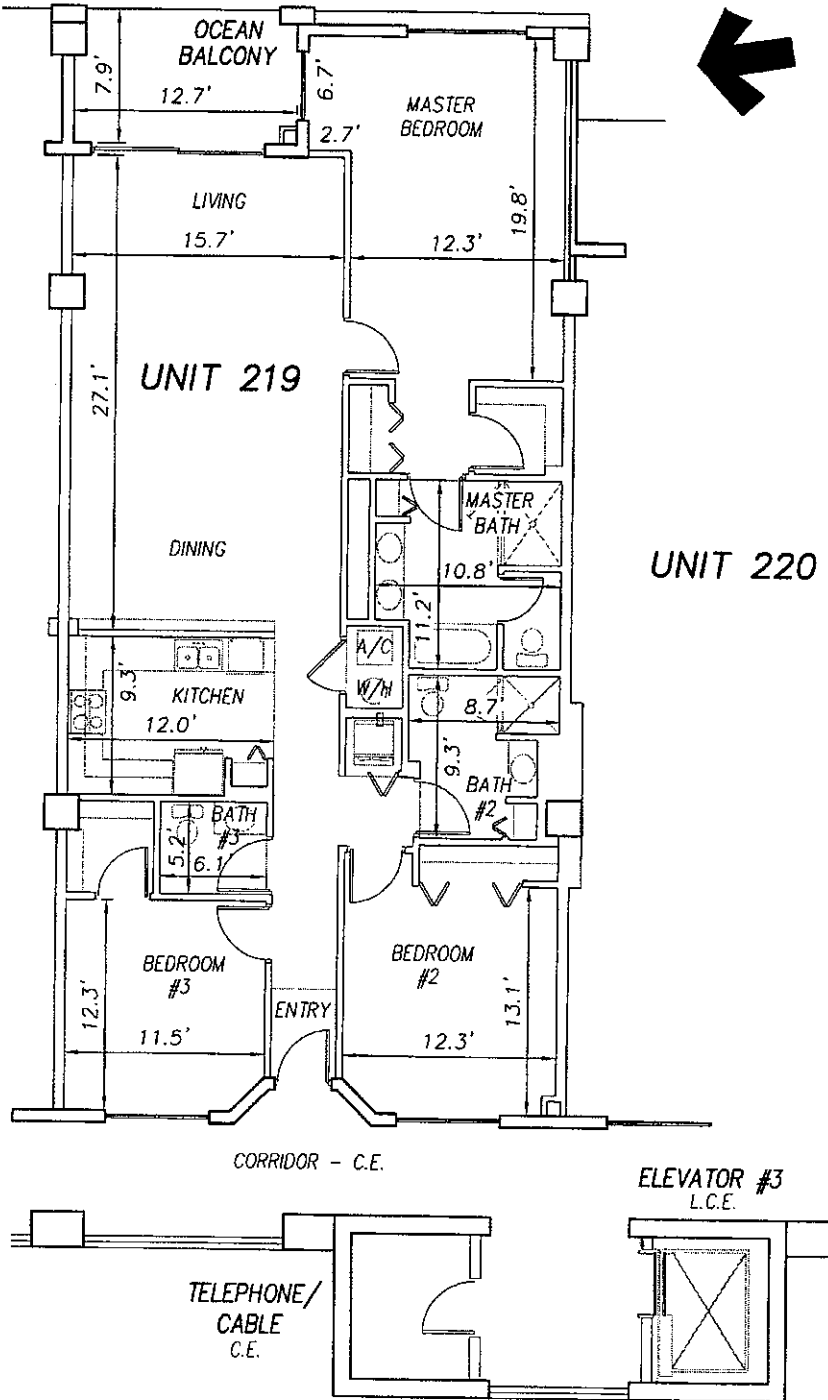 OCEAN
BALCONY
7.9'
12.7'
6.7'
2.7'
MASTER
BEDROOM
LIVING
15.7'
12.3'
19.8'
UNIT 219
27.1'
DINING
MASTER
BATH
10.8'
11.2'
UNIT 220
A/C
W/H
9.3'
KITCHEN
12.0'
8.7'
9.3'
BATH
#2
BATH
#3
5.2'
6.1'
BEDROOM
#3
12.3'
11.5'
ENTRY
BEDROOM
#2
13.1'
12.3'
CORRIDOR - C.E.
ELEVATOR #3
L.C.E.
TELEPHONE/
CABLE
C.E.